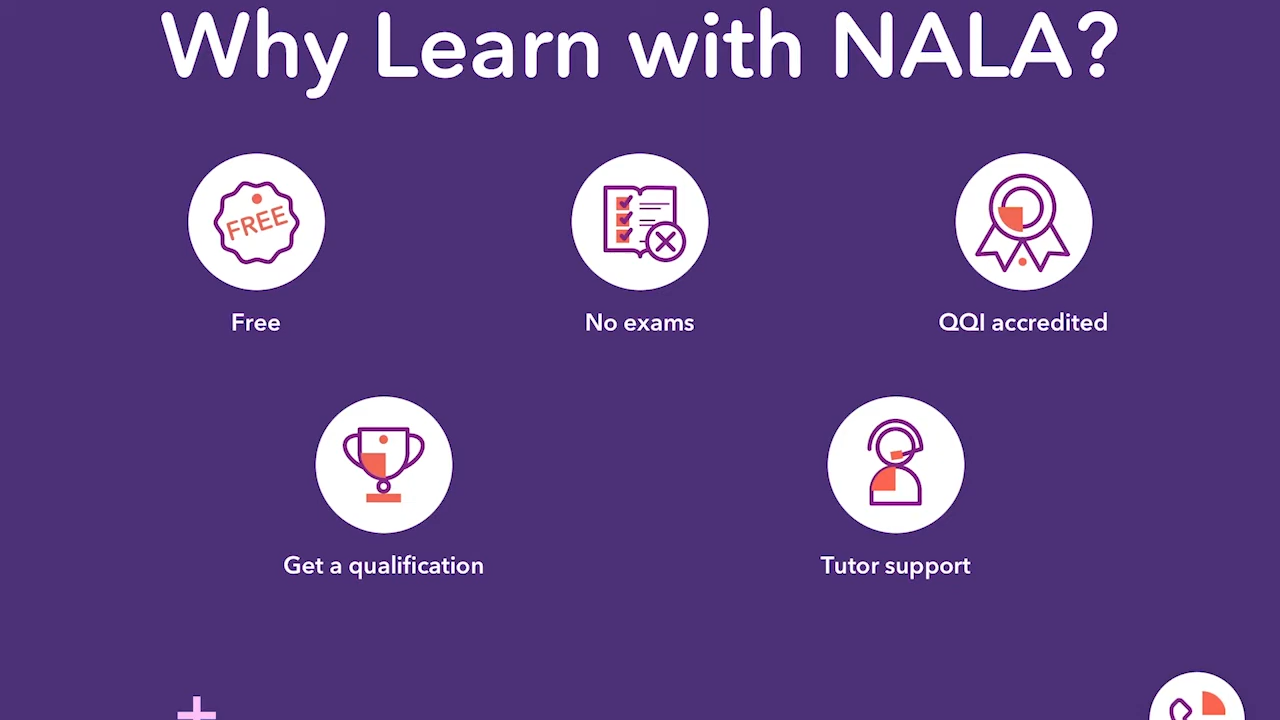 Why Learn with NALA?
FREE
Free
No exams
QQI accredited
Get a qualification
Tutor support